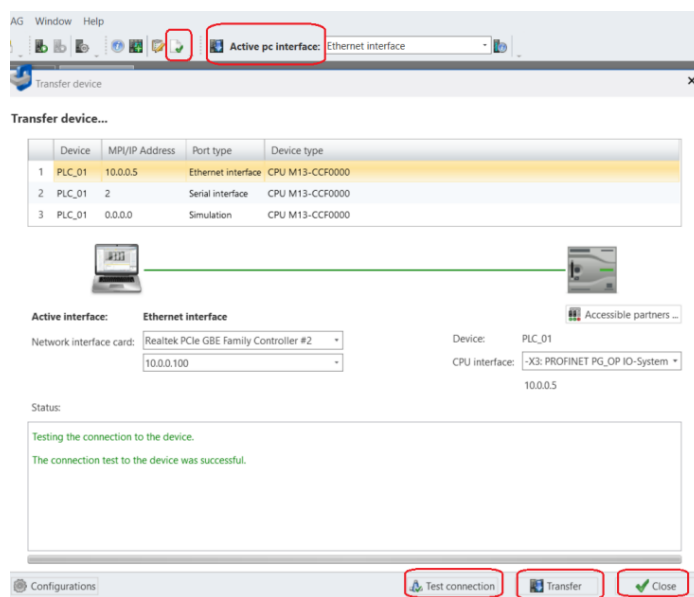 AG Window Help
Active pc interface: Ethernet interface
Transfer device
Transfer device...
Device MPI/IP Address Port type Device type
1 PLC_01 10.0.0.5 Ethernet interface CPU M13-CCF0000
2 PLC_01 2 Serial interface CPU M13-CCF0000
3 PLC_01 0.0.0.0 Simulation CPU M13-CCF0000
Accessible partners ...
Active interface: Ethernet interface
Network interface card: Realtek PCIe GBE Family Controller #2
Device: PLC_01
10.0.0.100
CPU interface: -X3: PROFINET PG_OP IO-System
10.0.0.5
Status:
Testing the connection to the device.
The connection test to the device was successful.
Configurations Test connection Transfer Close